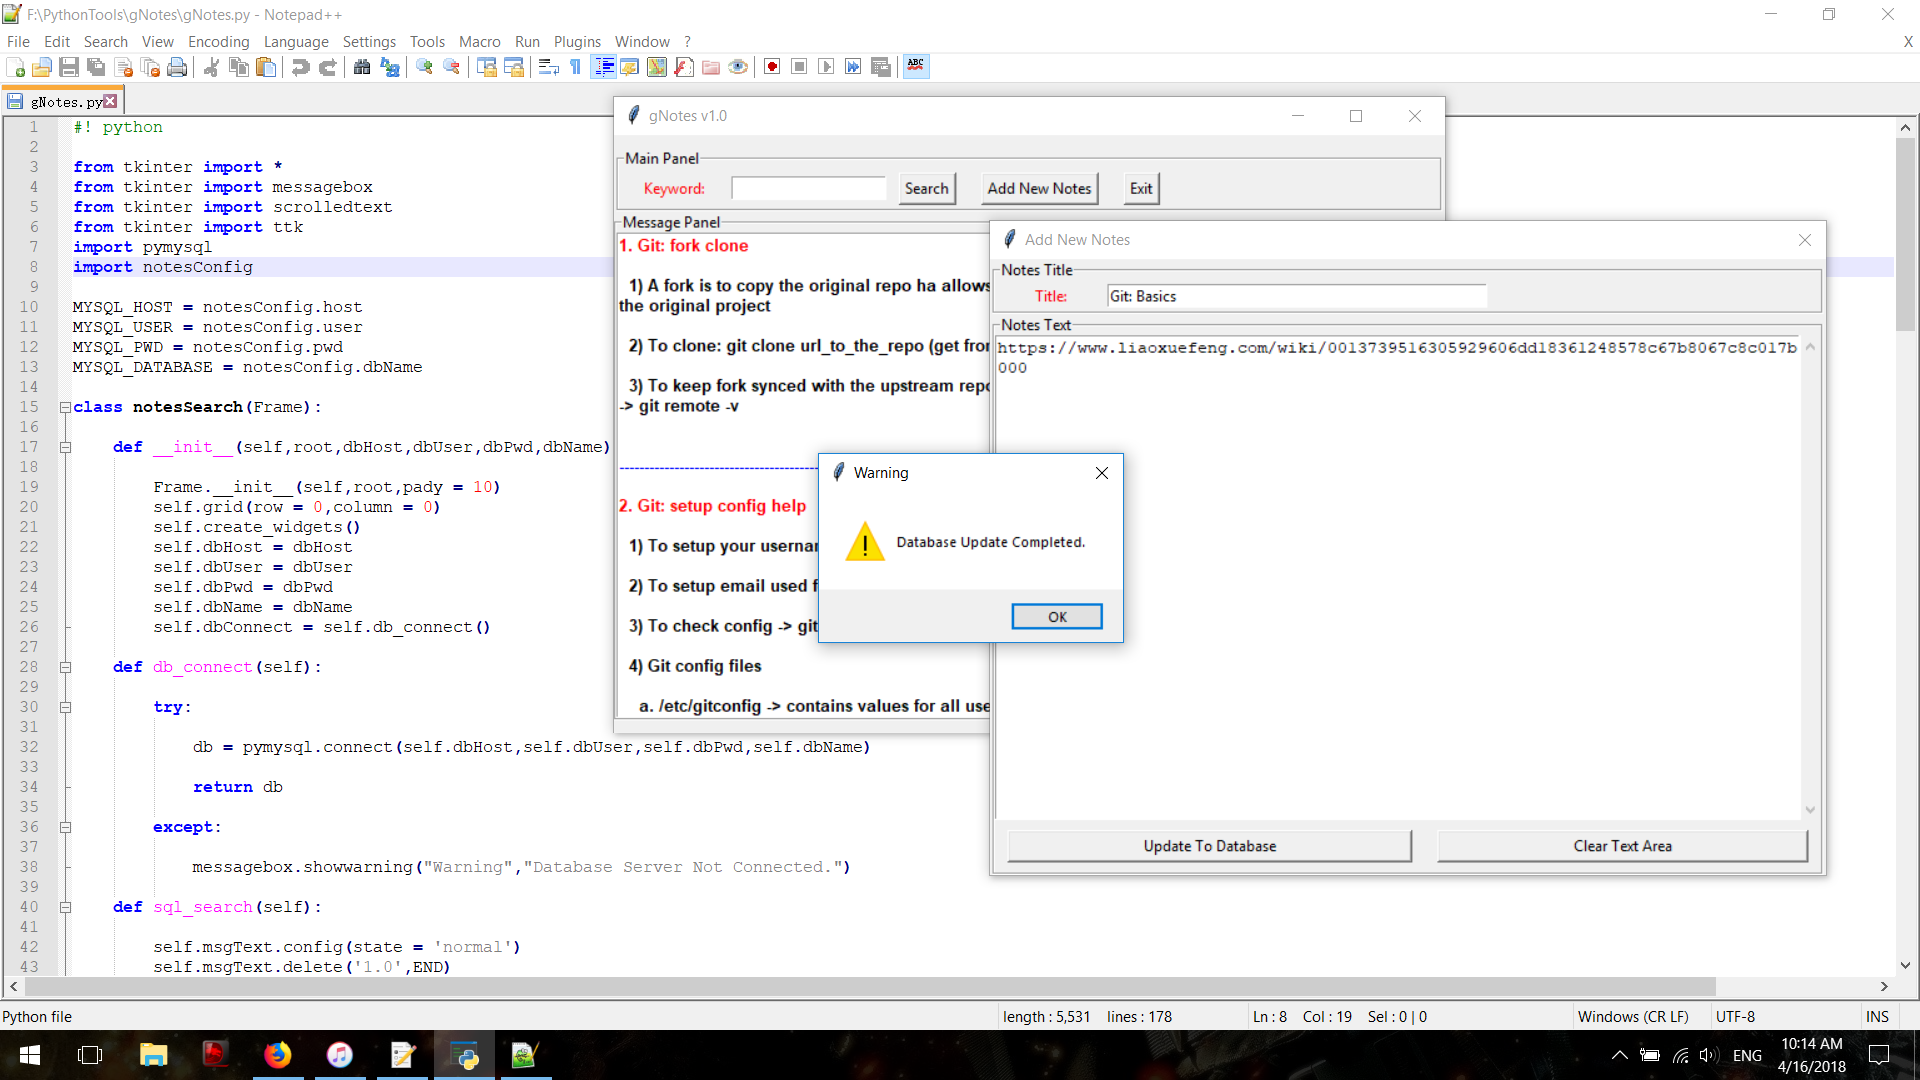 F:\PythonTools\gNotes\gNotes.py - Notepad++
File Edit Search View Encoding Language Settings Tools Macro Run Plugins Window ? X
ABC
gNotes.py
1 #! python
2
3 from tkinter import *
4 from tkinter import messagebox
5 from tkinter import scrolledtext
6 from tkinter import ttk
7 import pymysql
8 import notesConfig
9
10 MYSQL_HOST = notesConfig.host
11 MYSQL_USER = notesConfig.user
12 MYSQL_PWD = notesConfig.pwd
13 MYSQL_DATABASE = notesConfig.dbName
14
15 class notesSearch(Frame):
16
17 def __init__(self,root,dbHost,dbUser,dbPwd,dbName)
18
19 Frame.__init__(self,root,pady = 10)
20 self.grid(row = 0,column = 0)
21 self.create_widgets()
22 self.dbHost = dbHost
23 self.dbUser = dbUser
24 self.dbPwd = dbPwd
25 self.dbName = dbName
26 self.dbConnect = self.db_connect()
27
28 def db_connect(self):
29
30 try:
31
32 db = pymysql.connect(self.dbHost,self.dbUser,self.dbPwd,self.dbName)
33
34 return db
35
36 except:
37
38 messagebox.showwarning("Warning","Database Server Not Connected.")
39
40 def sql_search(self):
41
42 self.msgText.config(state = 'normal')
43 self.msgText.delete('1.0',END)
gNotes v1.0
Main Panel
Keyword: Search Add New Notes Exit
Message Panel
1. Git: fork clone
1) A fork is to copy the original repo ha allows
the original project
2) To clone: git clone url_to_the_repo (get from
3) To keep fork synced with the upstream repo
-> git remote -v
--------------------------------------
2. Git: setup config help
1) To setup your userna
2) To setup email used f
3) To check config -> git
4) Git config files
a. /etc/gitconfig -> contains values for all use
Add New Notes
Notes Title
Title: Git: Basics
Notes Text
https://www.liaoxuefeng.com/wiki/0013739516305929606dd18361248578c67b8067c8c017b
000
Update To Database Clear Text Area
Warning
Database Update Completed.
OK
Python file length : 5,531 lines : 178 Ln : 8 Col : 19 Sel : 0 | 0 Windows (CR LF) UTF-8 INS
ENG 10:14 AM
4/16/2018